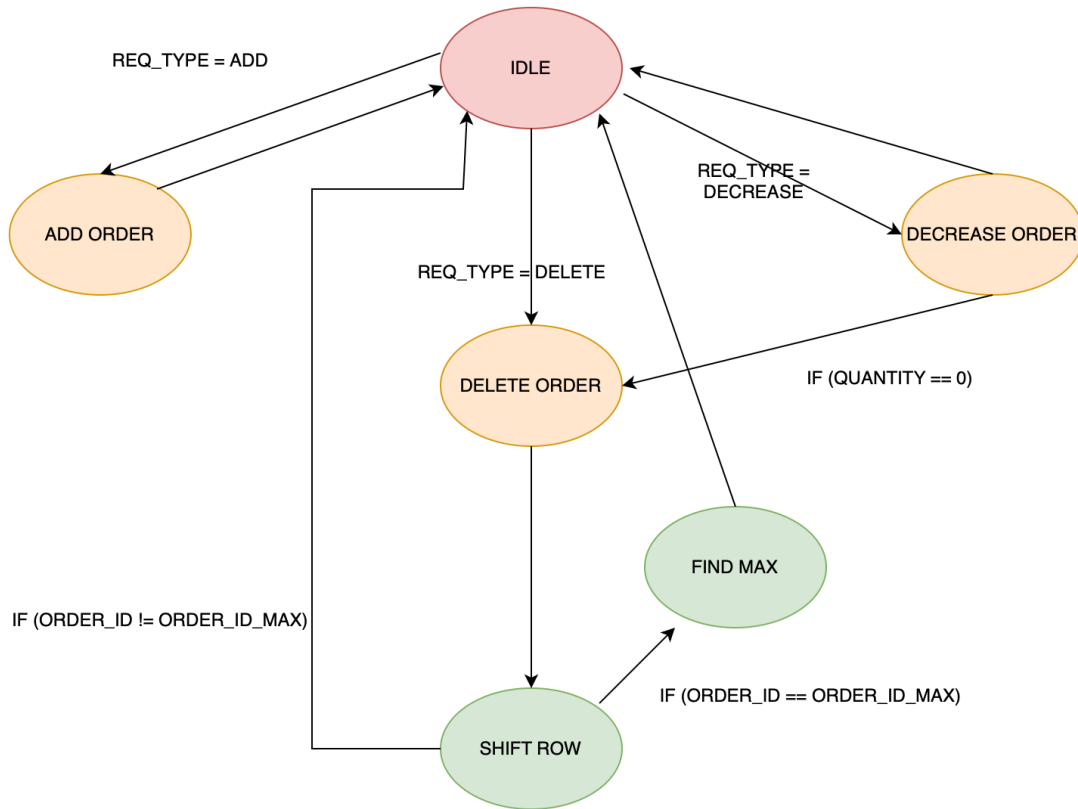 REQ_TYPE = ADD
IDLE
REQ_TYPE =
DECREASE
ADD ORDER
DECREASE ORDER
REQ_TYPE = DELETE
DELETE ORDER
IF (QUANTITY == 0)
FIND MAX
IF (ORDER_ID != ORDER_ID_MAX)
IF (ORDER_ID == ORDER_ID_MAX)
SHIFT ROW